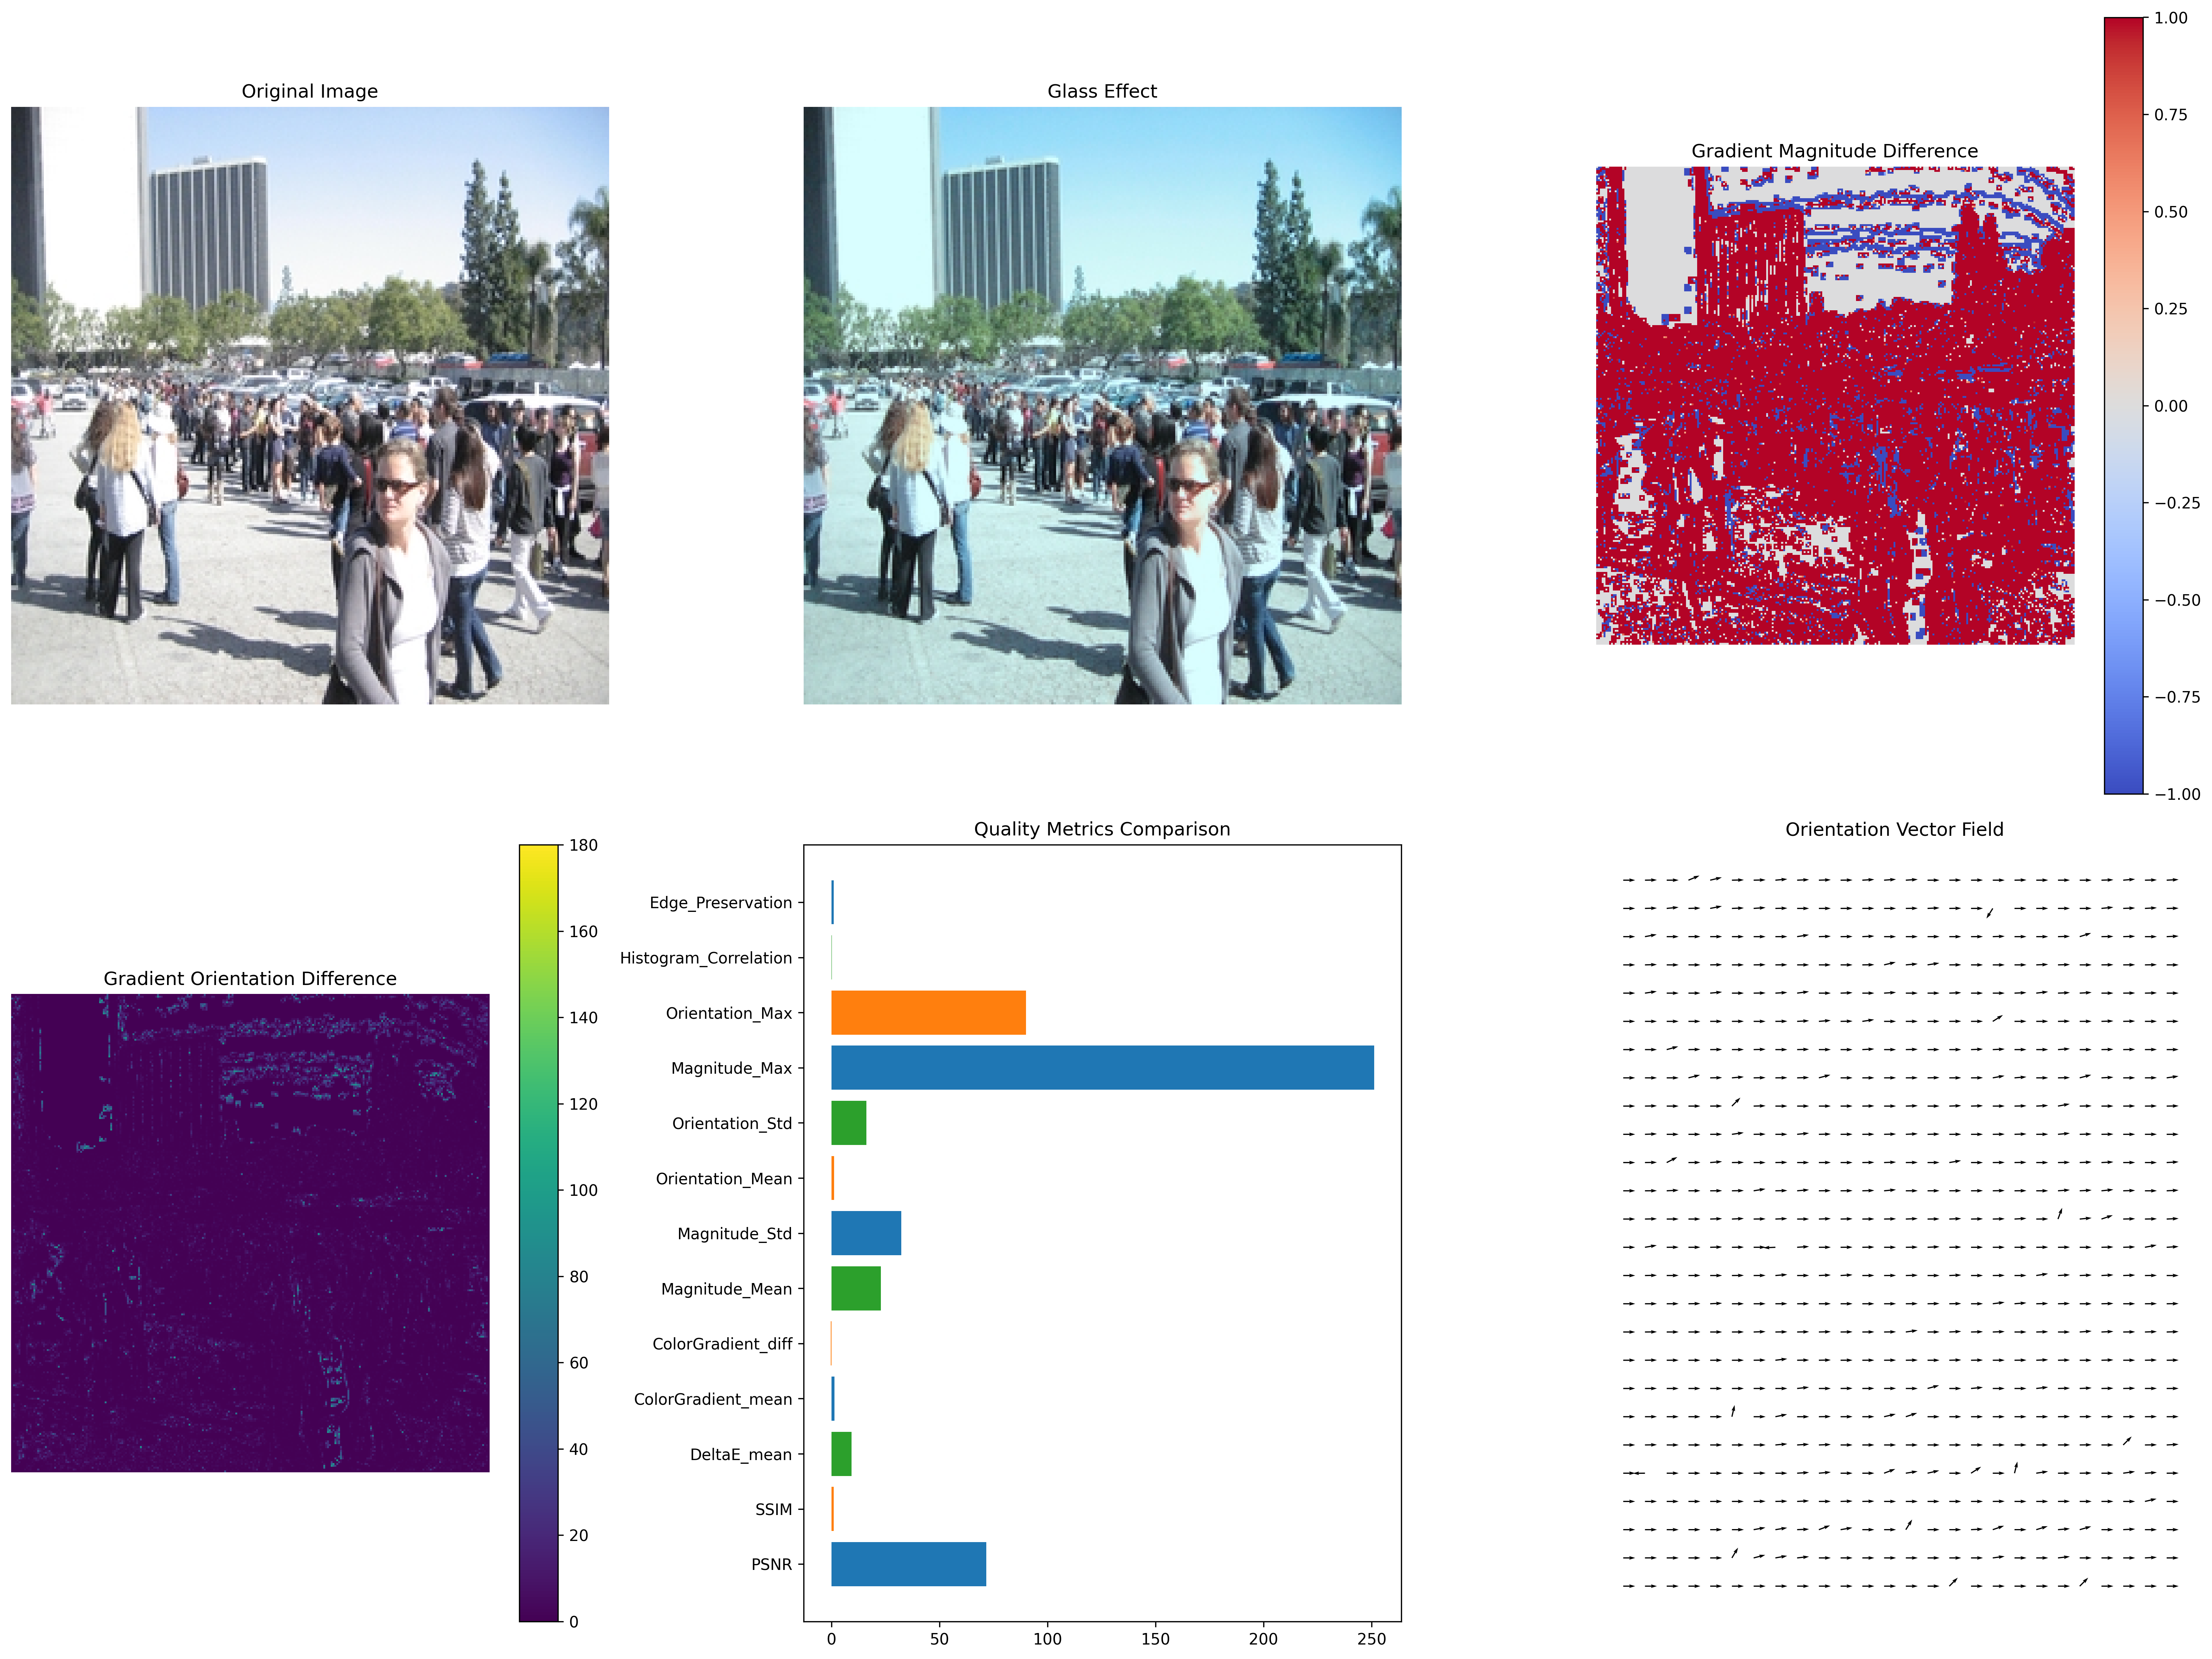 Original Image
Glass Effect
Gradient Magnitude Difference
1.00
0.75
0.50
0.25
0.00
−0.25
−0.50
−0.75
−1.00
Gradient Orientation Difference
180
160
140
120
100
80
60
40
20
0
Quality Metrics Comparison
Edge_Preservation
Histogram_Correlation
Orientation_Max
Magnitude_Max
Orientation_Std
Orientation_Mean
Magnitude_Std
Magnitude_Mean
ColorGradient_diff
ColorGradient_mean
DeltaE_mean
SSIM
PSNR
0 50 100 150 200 250
Orientation Vector Field